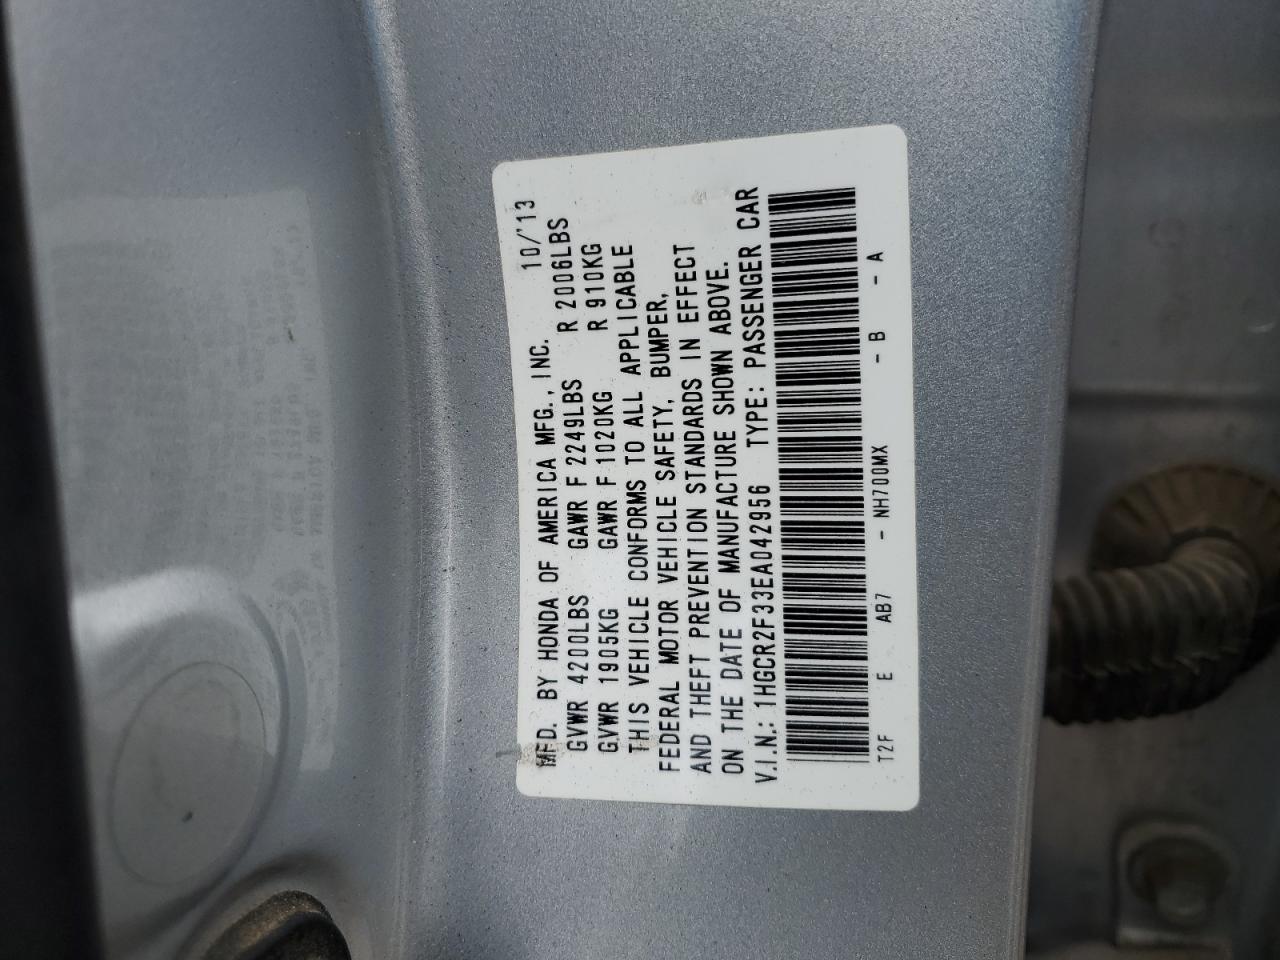 MFD. BY HONDA OF AMERICA MFG., INC. 10/'13
GVWR 4200LBS GAWR F 2249LBS R 2006LBS
GVWR 1905KG GAWR F 1020KG R 910KG
THIS VEHICLE CONFORMS TO ALL APPLICABLE
FEDERAL MOTOR VEHICLE SAFETY, BUMPER,
AND THEFT PREVENTION STANDARDS IN EFFECT
ON THE DATE OF MANUFACTURE SHOWN ABOVE.
V.I.N.: 1HGCR2F33EA042956 TYPE: PASSENGER CAR
T2F E AB7 - NH700MX - B - A